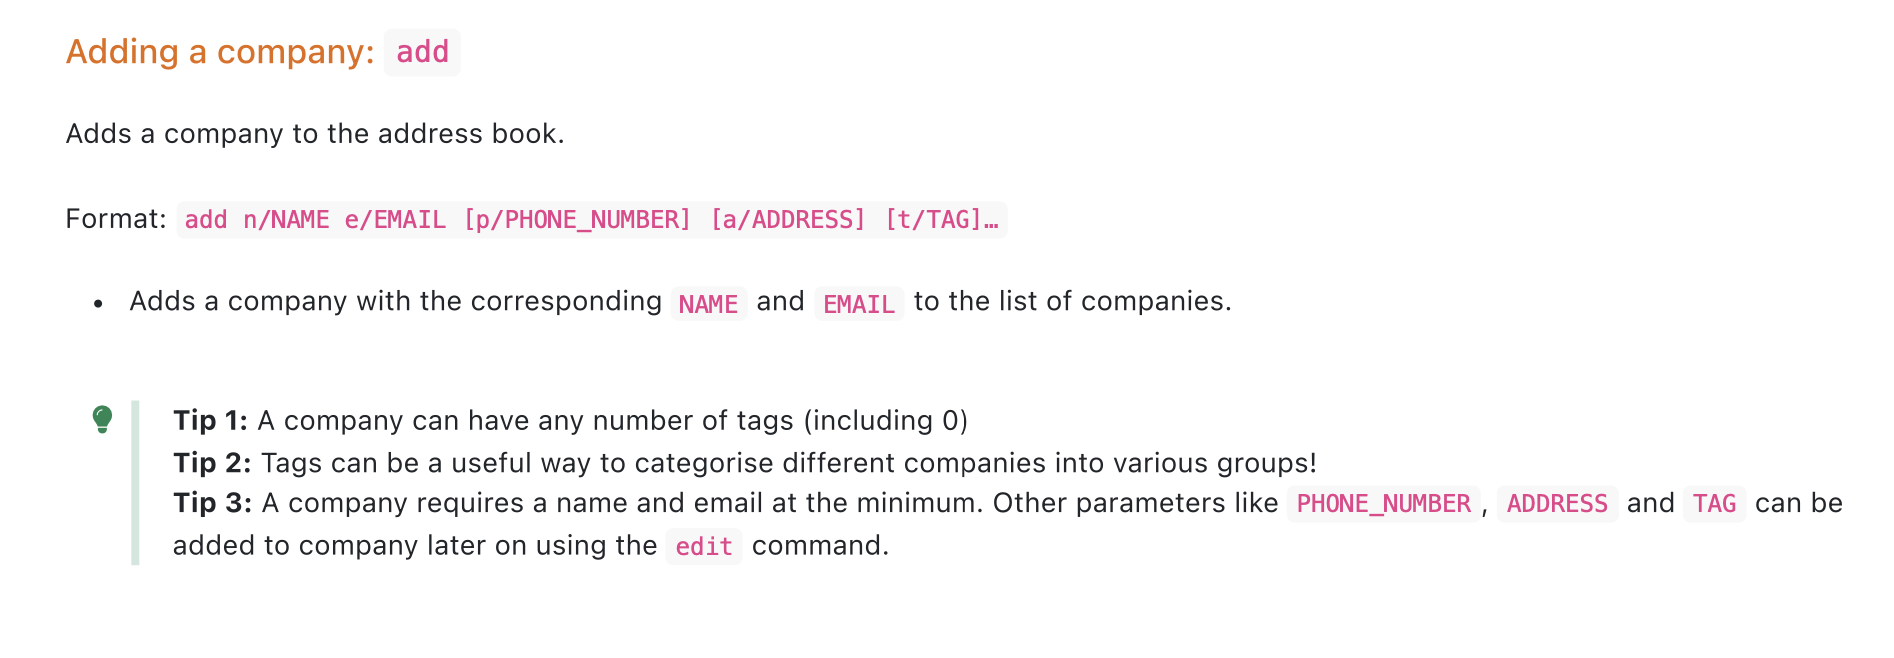 Adding a company: add
Adds a company to the address book.
Format: add n/NAME e/EMAIL [p/PHONE_NUMBER] [a/ADDRESS] [t/TAG]…
• Adds a company with the corresponding NAME and EMAIL to the list of companies.
Tip 1: A company can have any number of tags (including 0)
Tip 2: Tags can be a useful way to categorise different companies into various groups!
Tip 3: A company requires a name and email at the minimum. Other parameters like PHONE_NUMBER, ADDRESS and TAG can be
added to company later on using the edit command.